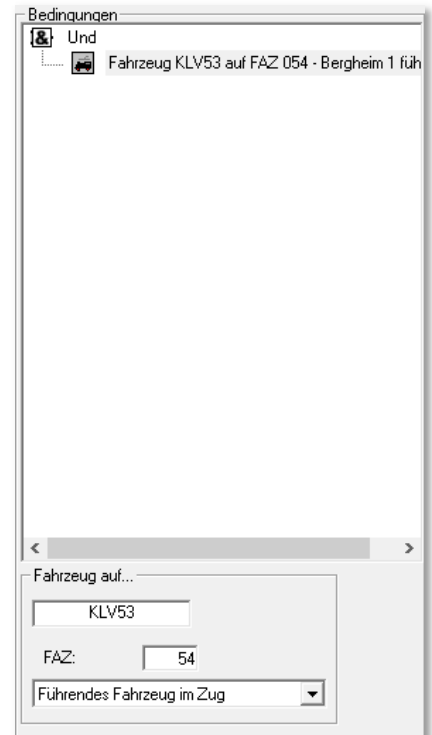 Bedingungen
& Und
Fahrzeug KLV53 auf FAZ 054 - Bergheim 1 füh
Fahrzeug auf...
KLV53
FAZ: 54
Führendes Fahrzeug im Zug